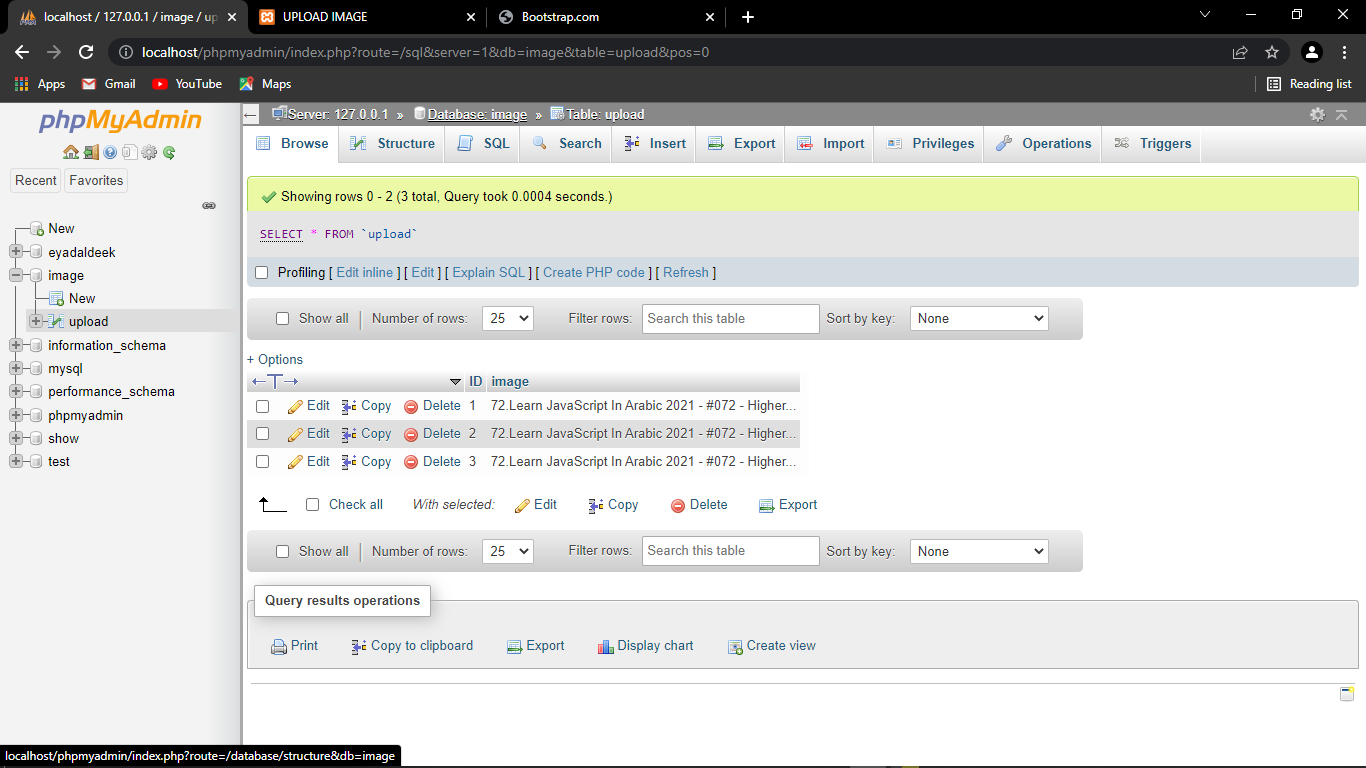 localhost / 127.0.0.1 / image / up
UPLOAD IMAGE
Bootstrap.com
localhost/phpmyadmin/index.php?route=/sql&server=1&db=image&table=upload&pos=0
Apps Gmail YouTube Maps Reading list
phpMyAdmin
Recent Favorites
New
eyadaldeek
image
New
upload
information_schema
mysql
performance_schema
phpmyadmin
show
test
Server: 127.0.0.1 » Database: image » Table: upload
Browse Structure SQL Search Insert Export Import Privileges Operations Triggers
Showing rows 0 - 2 (3 total, Query took 0.0004 seconds.)
SELECT * FROM `upload`
Profiling [ Edit inline ] [ Edit ] [ Explain SQL ] [ Create PHP code ] [ Refresh ]
Show all Number of rows: 25 Filter rows: Search this table Sort by key: None
+ Options
←T→ ID image
Edit Copy Delete 1 72.Learn JavaScript In Arabic 2021 - #072 - Higher...
Edit Copy Delete 2 72.Learn JavaScript In Arabic 2021 - #072 - Higher...
Edit Copy Delete 3 72.Learn JavaScript In Arabic 2021 - #072 - Higher...
Check all With selected: Edit Copy Delete Export
Show all Number of rows: 25 Filter rows: Search this table Sort by key: None
Query results operations
Print Copy to clipboard Export Display chart Create view
localhost/phpmyadmin/index.php?route=/database/structure&db=image